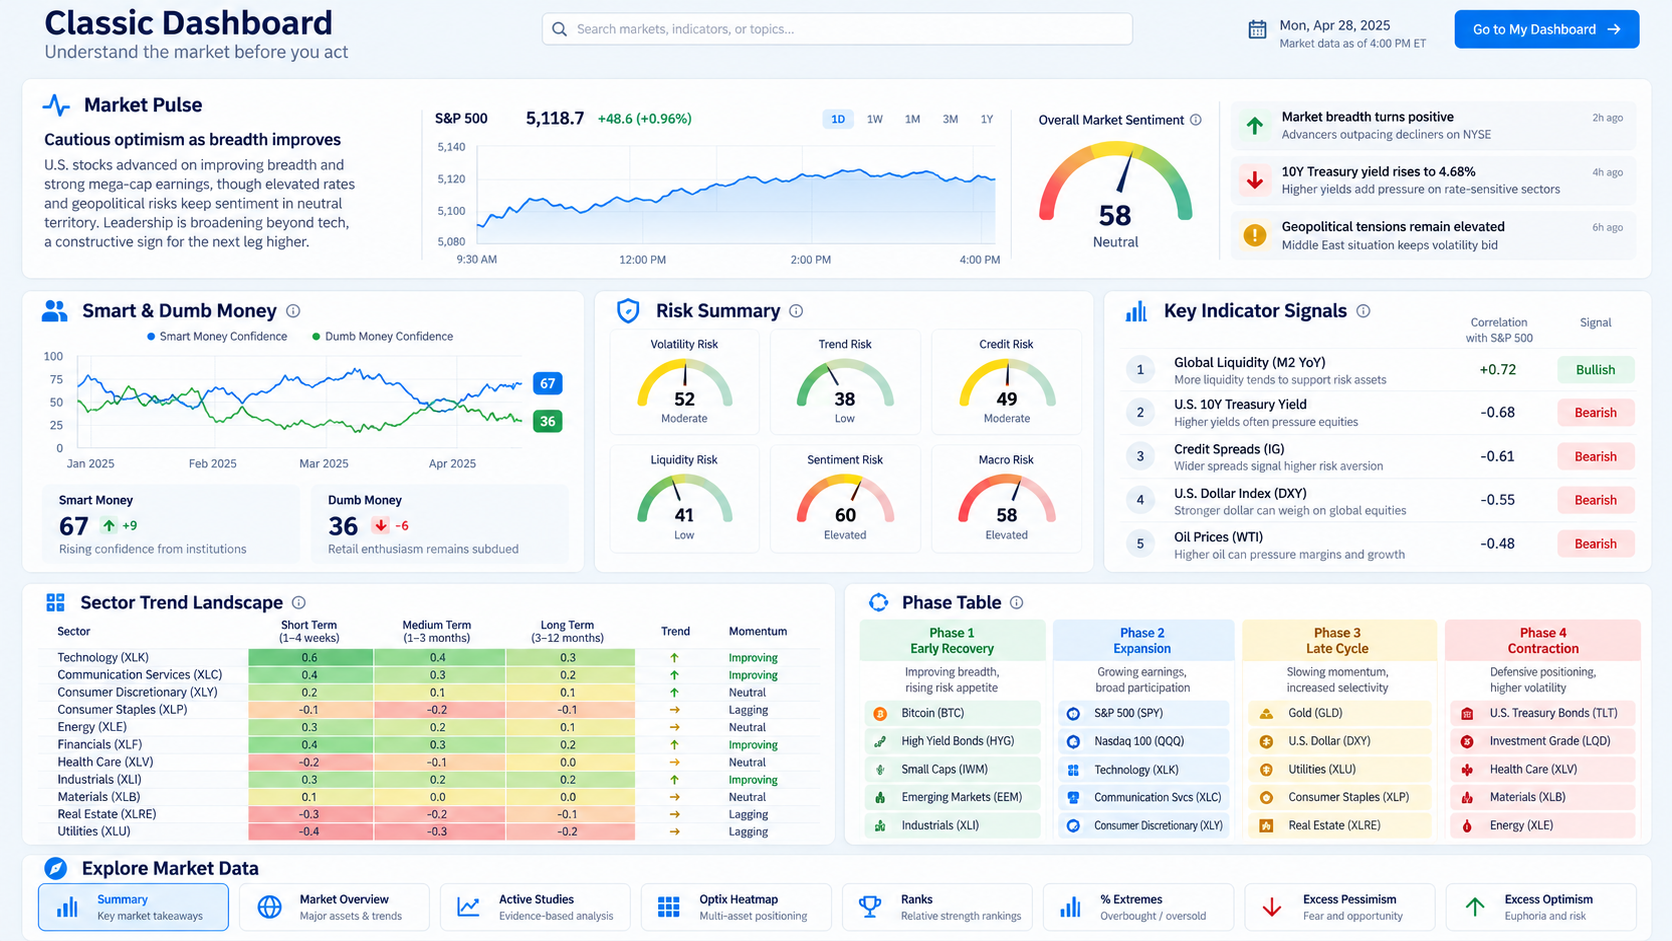 Classic Dashboard
Understand the market before you act
Search markets, indicators, or topics...
Mon, Apr 28, 2025
Market data as of 4:00 PM ET
Go to My Dashboard
Market Pulse
Cautious optimism as breadth improves
U.S. stocks advanced on improving breadth and
strong mega-cap earnings, though elevated rates
and geopolitical risks keep sentiment in neutral
territory. Leadership is broadening beyond tech,
a constructive sign for the next leg higher.
S&P 500 5,118.7 +48.6 (+0.96%)
1D 1W 1M 3M 1Y
5,140
5,120
5,100
5,080
9:30 AM 12:00 PM 2:00 PM 4:00 PM
Overall Market Sentiment
58
Neutral
Market breadth turns positive 2h ago
Advancers outpacing decliners on NYSE
10Y Treasury yield rises to 4.68% 4h ago
Higher yields add pressure on rate-sensitive sectors
Geopolitical tensions remain elevated 6h ago
Middle East situation keeps volatility bid
Smart & Dumb Money
Smart Money Confidence Dumb Money Confidence
100
75
50
25
0
67
36
Jan 2025 Feb 2025 Mar 2025 Apr 2025
Smart Money
67 +9
Rising confidence from institutions
Dumb Money
36 -6
Retail enthusiasm remains subdued
Risk Summary
Volatility Risk
52
Moderate
Trend Risk
38
Low
Credit Risk
49
Moderate
Liquidity Risk
41
Low
Sentiment Risk
60
Elevated
Macro Risk
58
Elevated
Key Indicator Signals
Correlation
with S&P 500
Signal
1 Global Liquidity (M2 YoY) +0.72 Bullish
More liquidity tends to support risk assets
2 U.S. 10Y Treasury Yield -0.68 Bearish
Higher yields often pressure equities
3 Credit Spreads (IG) -0.61 Bearish
Wider spreads signal higher risk aversion
4 U.S. Dollar Index (DXY) -0.55 Bearish
Stronger dollar can weigh on global equities
5 Oil Prices (WTI) -0.48 Bearish
Higher oil can pressure margins and growth
Sector Trend Landscape
Sector Short Term Medium Term Long Term Trend Momentum
(1–4 weeks) (1–3 months) (3–12 months)
Technology (XLK) 0.6 0.4 0.3 ↑ Improving
Communication Services (XLC) 0.4 0.3 0.2 ↑ Improving
Consumer Discretionary (XLY) 0.2 0.1 0.1 ↑ Neutral
Consumer Staples (XLP) -0.1 -0.2 -0.1 → Lagging
Energy (XLE) 0.3 0.2 0.1 → Neutral
Financials (XLF) 0.4 0.3 0.2 ↑ Improving
Health Care (XLV) -0.2 -0.1 0.0 → Neutral
Industrials (XLI) 0.3 0.2 0.2 ↑ Improving
Materials (XLB) 0.1 0.0 0.0 → Neutral
Real Estate (XLRE) -0.3 -0.2 -0.1 → Lagging
Utilities (XLU) -0.4 -0.3 -0.2 → Lagging
Phase Table
Phase 1
Early Recovery
Improving breadth,
rising risk appetite
Bitcoin (BTC)
High Yield Bonds (HYG)
Small Caps (IWM)
Emerging Markets (EEM)
Industrials (XLI)
Phase 2
Expansion
Growing earnings,
broad participation
S&P 500 (SPY)
Nasdaq 100 (QQQ)
Technology (XLK)
Communication Svcs (XLC)
Consumer Discretionary (XLY)
Phase 3
Late Cycle
Slowing momentum,
increased selectivity
Gold (GLD)
U.S. Dollar (DXY)
Utilities (XLU)
Consumer Staples (XLP)
Real Estate (XLRE)
Phase 4
Contraction
Defensive positioning,
higher volatility
U.S. Treasury Bonds (TLT)
Investment Grade (LQD)
Health Care (XLV)
Materials (XLB)
Energy (XLE)
Explore Market Data
Summary
Key market takeaways
Market Overview
Major assets & trends
Active Studies
Evidence-based analysis
Optix Heatmap
Multi-asset positioning
Ranks
Relative strength rankings
% Extremes
Overbought / oversold
Excess Pessimism
Fear and opportunity
Excess Optimism
Euphoria and risk